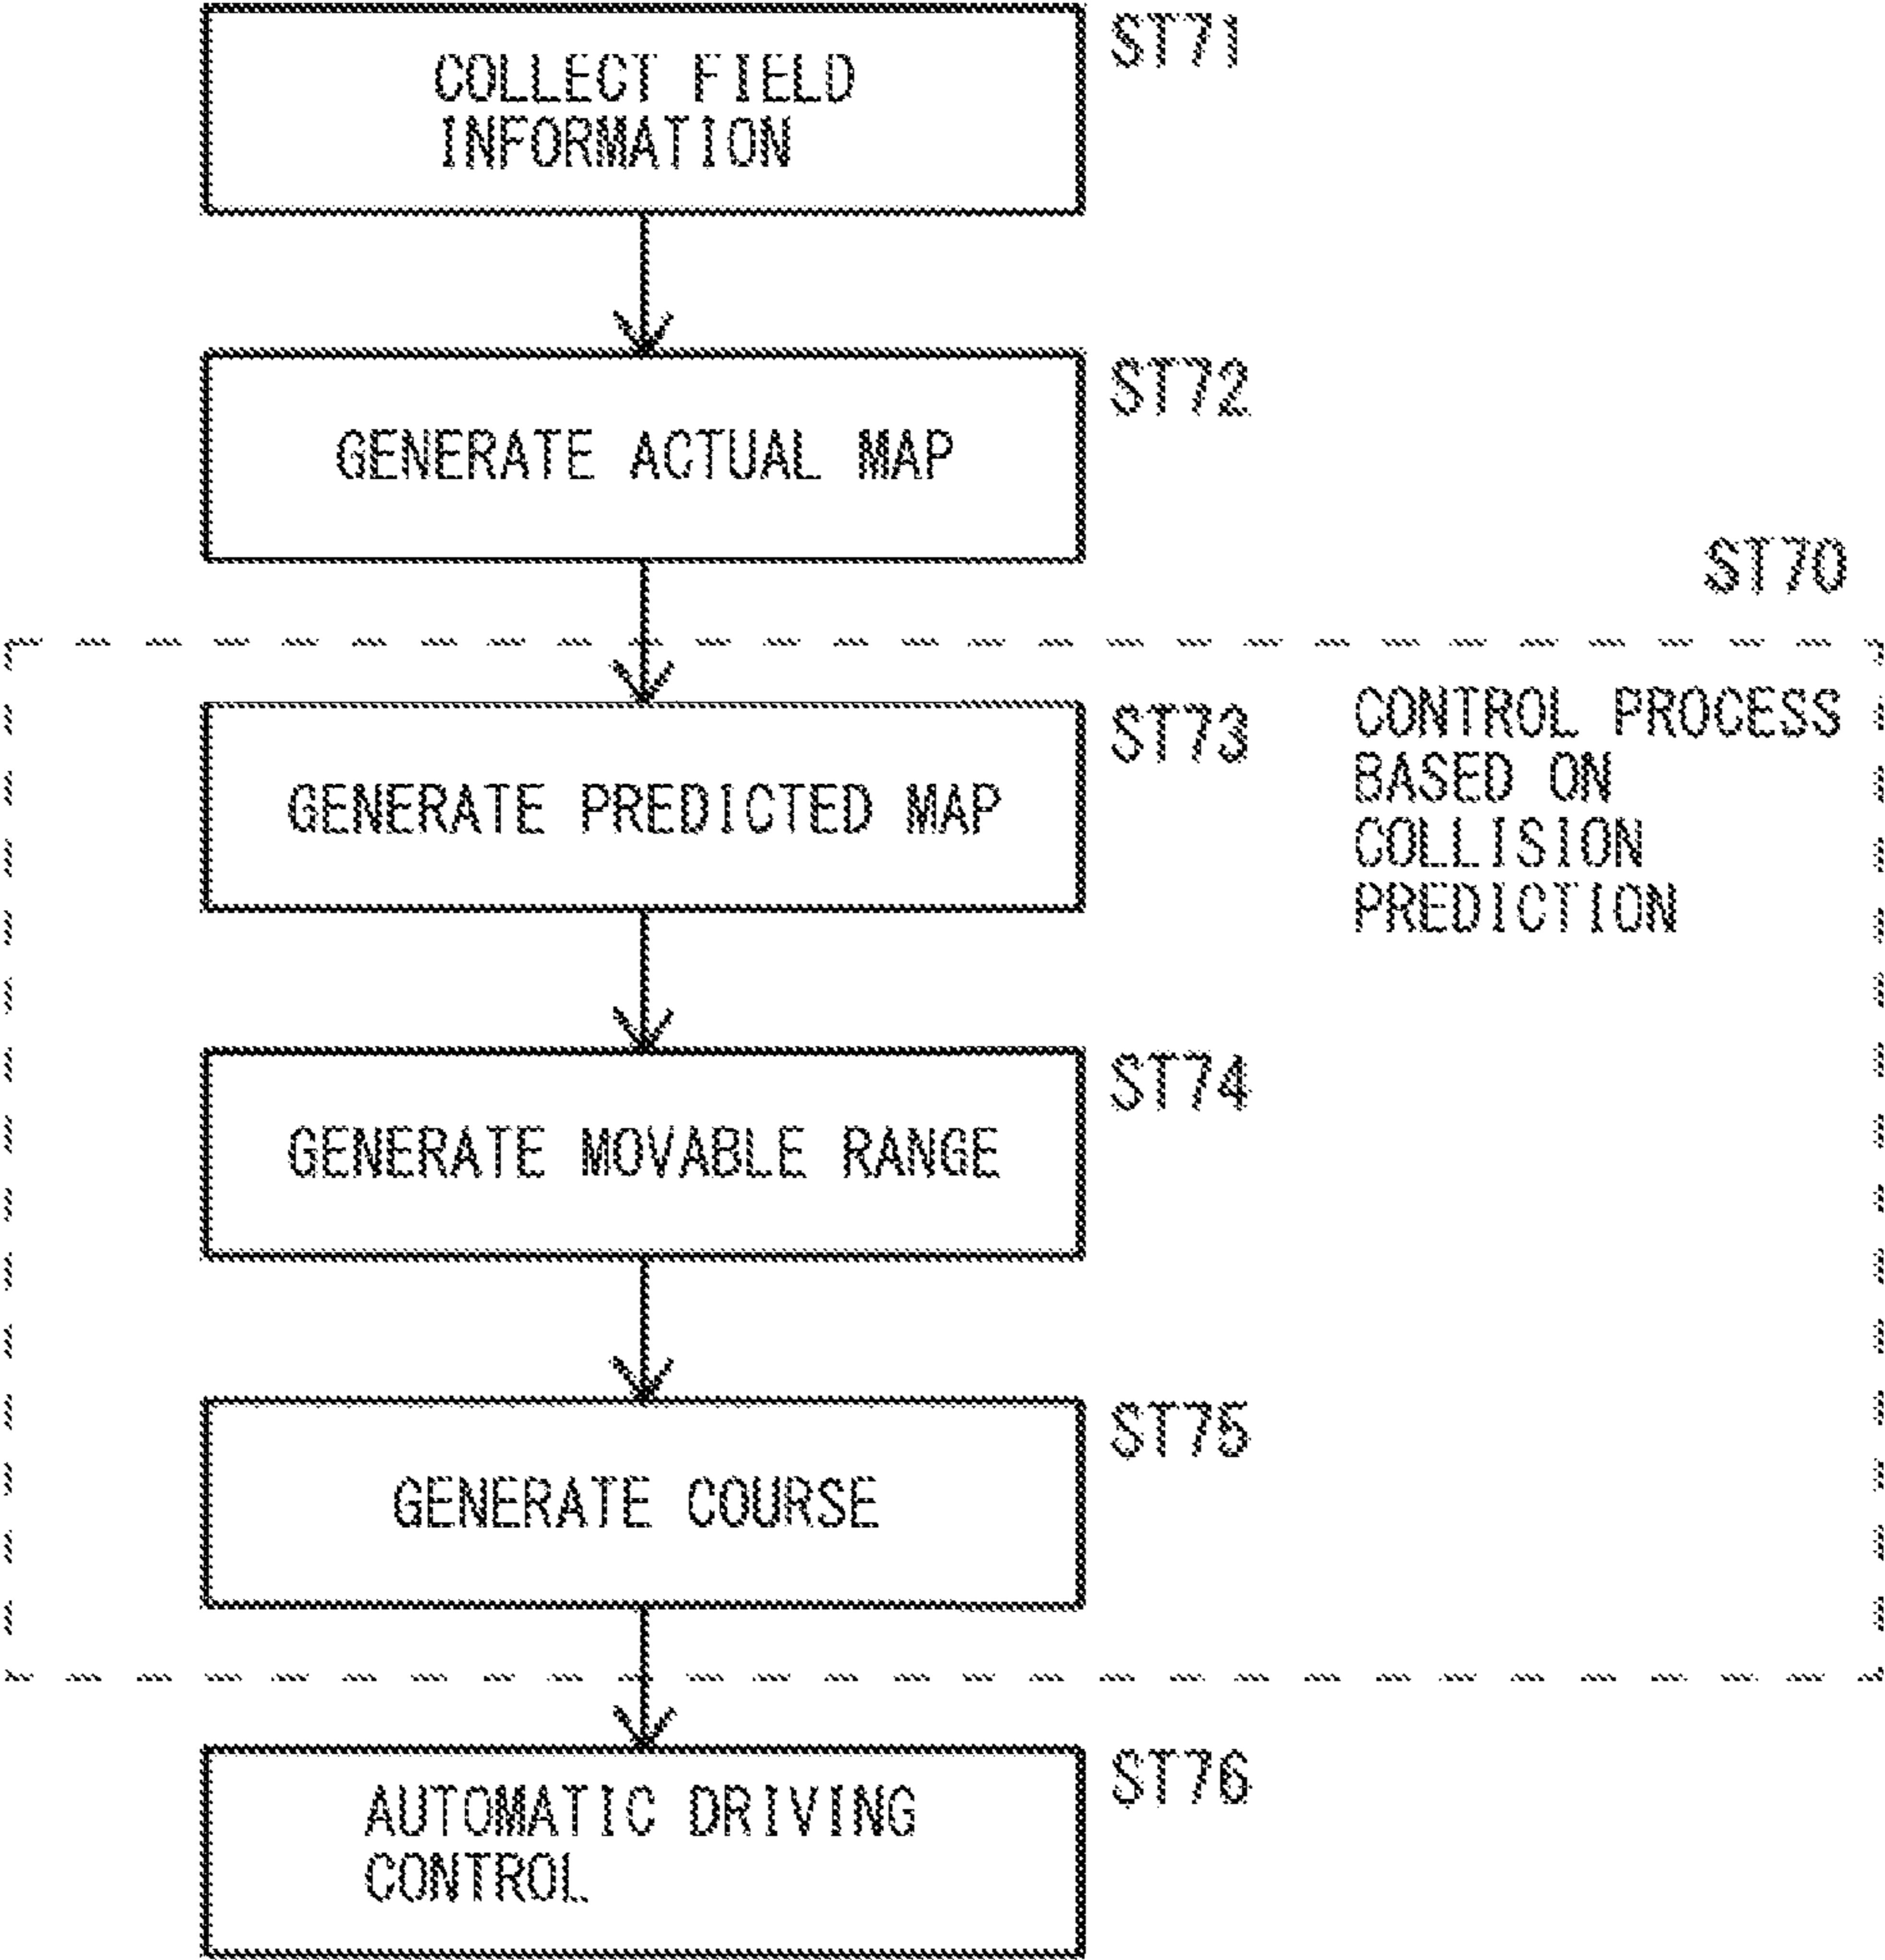 COLLECT FIELD
INFORMATION
ST71
GENERATE ACTUAL MAP
ST72
ST70
GENERATE PREDICTED MAP
ST73
CONTROL PROCESS
BASED ON
COLLISION
PREDICTION
GENERATE MOVABLE RANGE
ST74
GENERATE COURSE
ST75
AUTOMATIC DRIVING
CONTROL
ST76